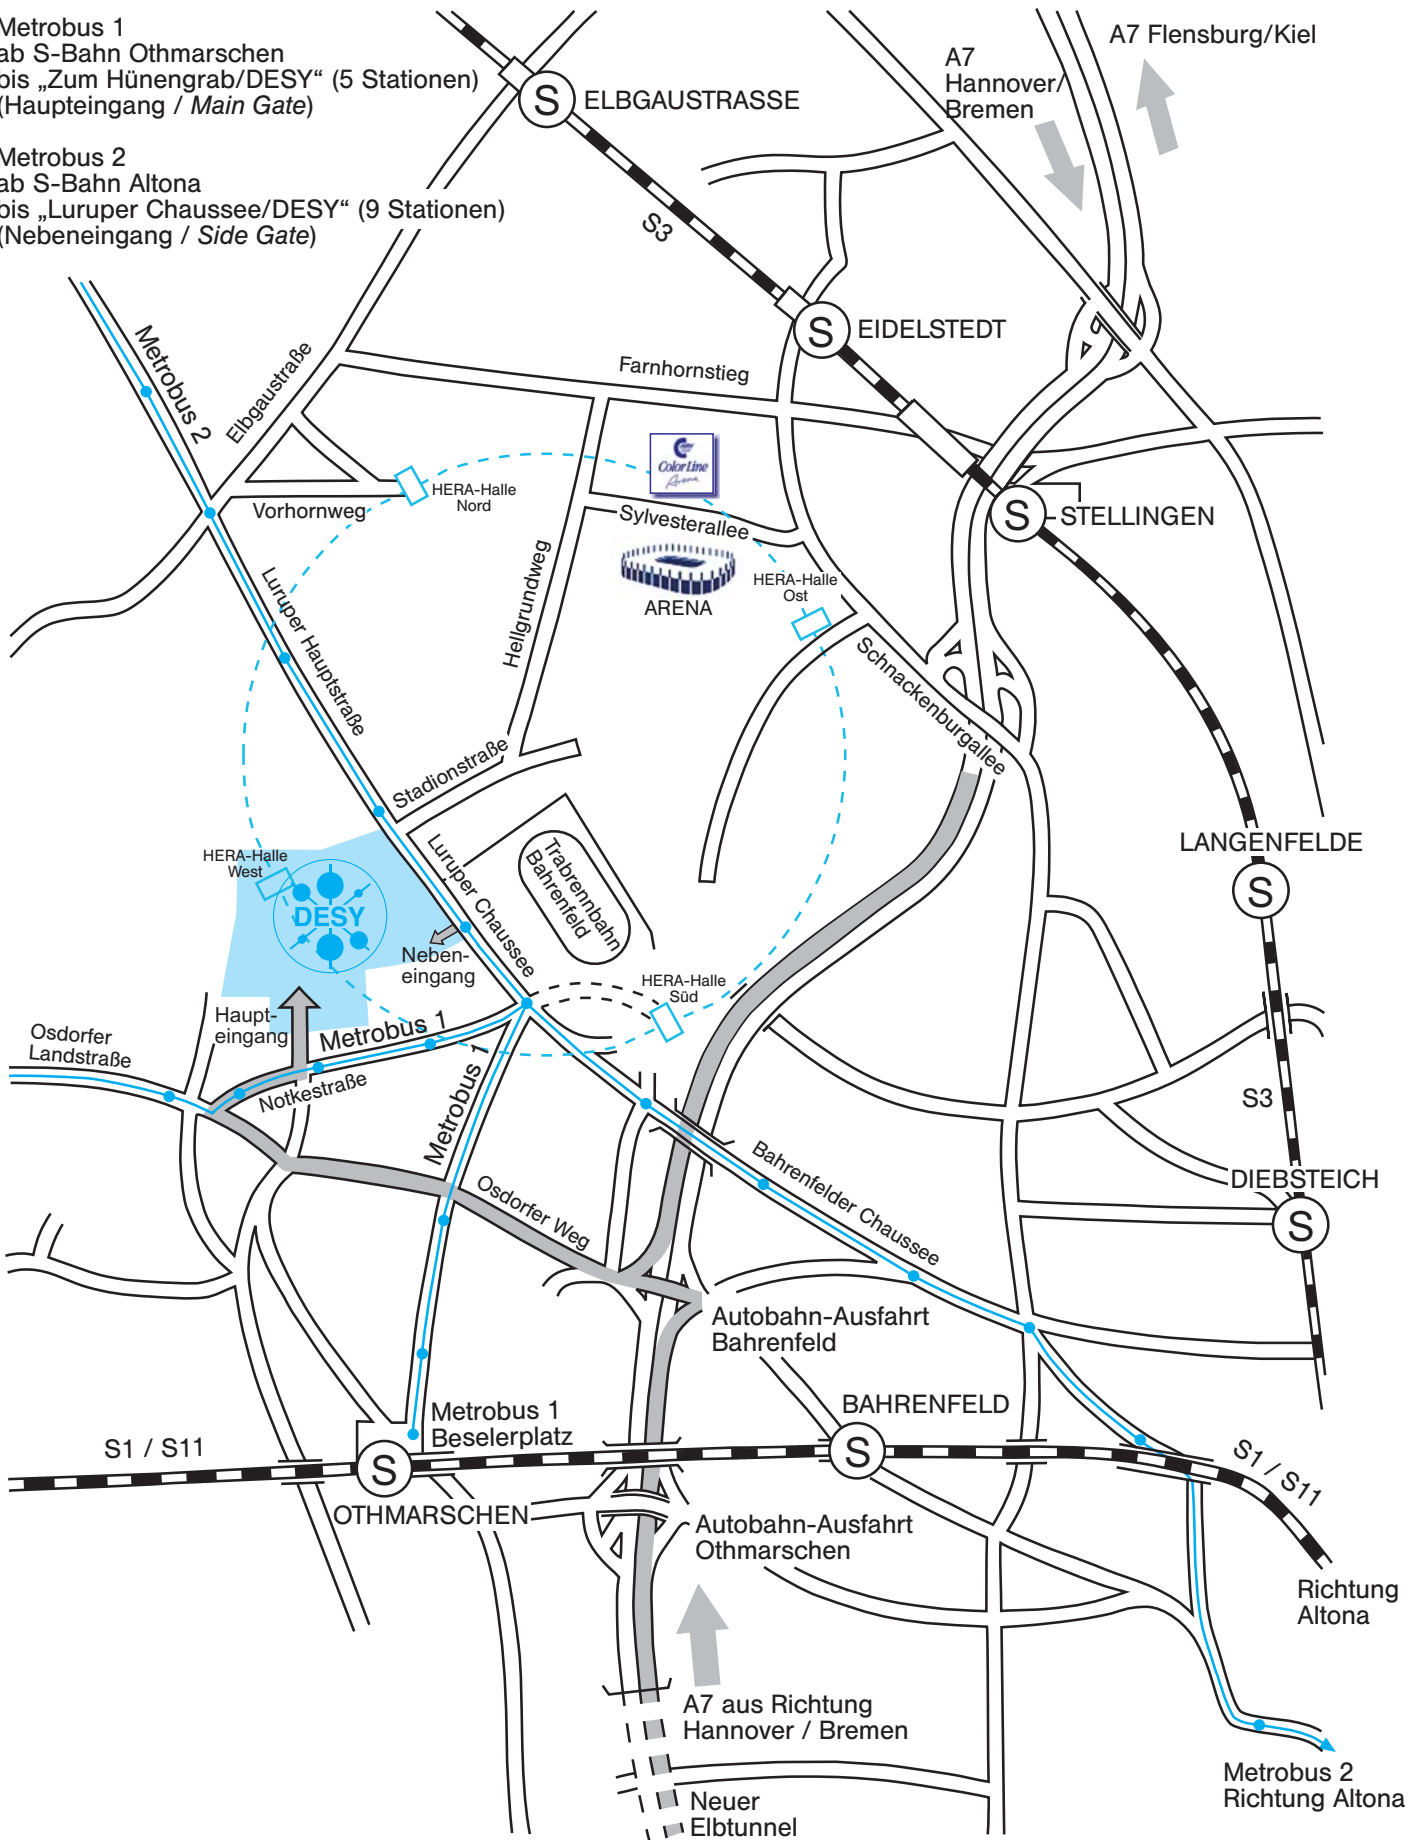 Metrobus 1
ab S-Bahn Othmarschen
bis „Zum Hünengrab/DESY“ (5 Stationen)
(Haupteingang / Main Gate)
Metrobus 2
ab S-Bahn Altona
bis „Luruper Chaussee/DESY“ (9 Stationen)
(Nebeneingang / Side Gate)
A7 Flensburg/Kiel
A7
Hannover/
Bremen
S
ELBGAUSTRASSE
S3
S
EIDELSTEDT
Metrobus 2
Elbgaustraße
Farnhornstieg
Color Line
Arena
HERA-Halle
Nord
Vorhornweg
Sylvesterallee
S
STELLINGEN
ARENA
HERA-Halle
Ost
Luruper Hauptstraße
Hellgrundweg
Schnackenburgallee
Stadionstraße
Luruper Chaussee
Trabrennbahn
Bahrenfeld
LANGENFELDE
S
HERA-Halle
West
DESY
Neben-
eingang
HERA-Halle
Süd
Haupt-
eingang
Metrobus 1
Osdorfer
Landstraße
Notkestraße
Metrobus 1
S3
DIEBSTEICH
S
Osdorfer Weg
Bahrenfelder Chaussee
Autobahn-Ausfahrt
Bahrenfeld
Metrobus 1
Beselerplatz
BAHRENFELD
S
S1 / S11
S
OTHMARSCHEN
S1 / S11
Autobahn-Ausfahrt
Othmarschen
Richtung
Altona
A7 aus Richtung
Hannover / Bremen
Metrobus 2
Richtung Altona
Neuer
Elbtunnel